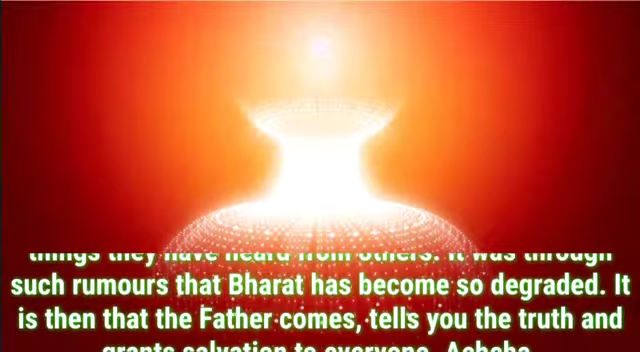 things they have heard from others. It was through
such rumours that Bharat has become so degraded. It
is then that the Father comes, tells you the truth and
grants salvation to everyone. Achcha.